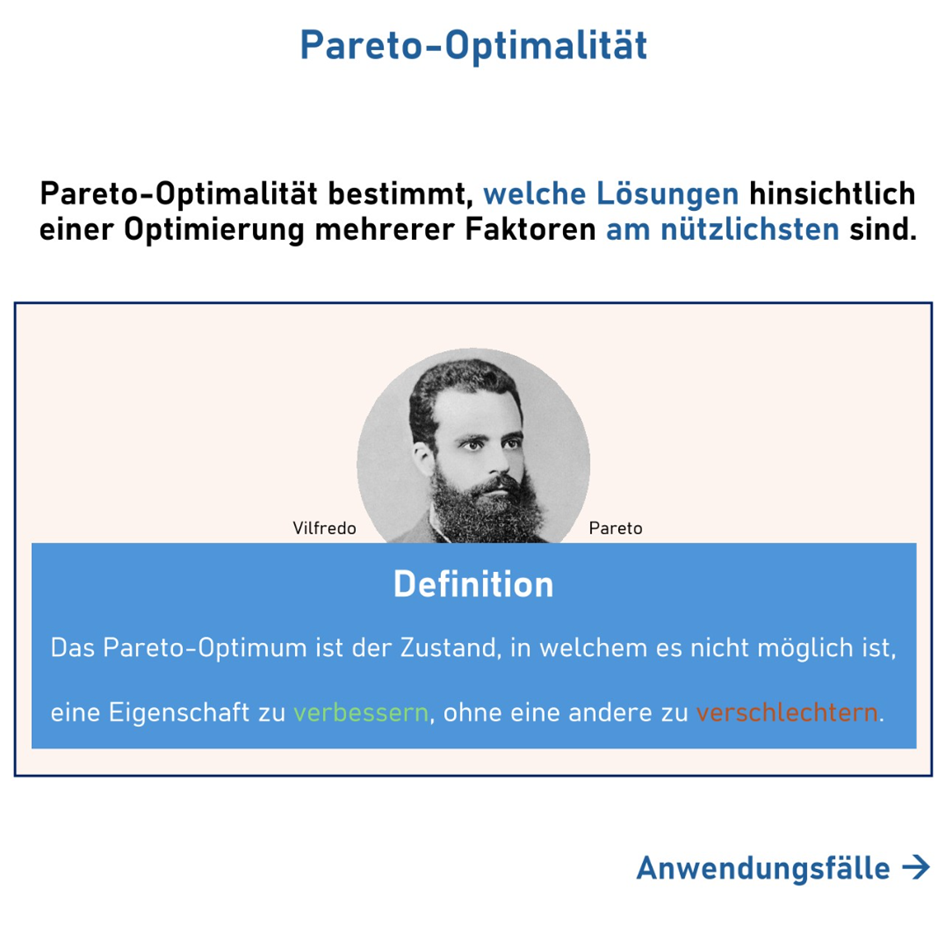 Pareto-Optimalität
Pareto-Optimalität bestimmt, welche Lösungen hinsichtlich
einer Optimierung mehrerer Faktoren am nützlichsten sind.
Vilfredo Pareto
Definition
Das Pareto-Optimum ist der Zustand, in welchem es nicht möglich ist,
eine Eigenschaft zu verbessern, ohne eine andere zu verschlechtern.
Anwendungsfälle →